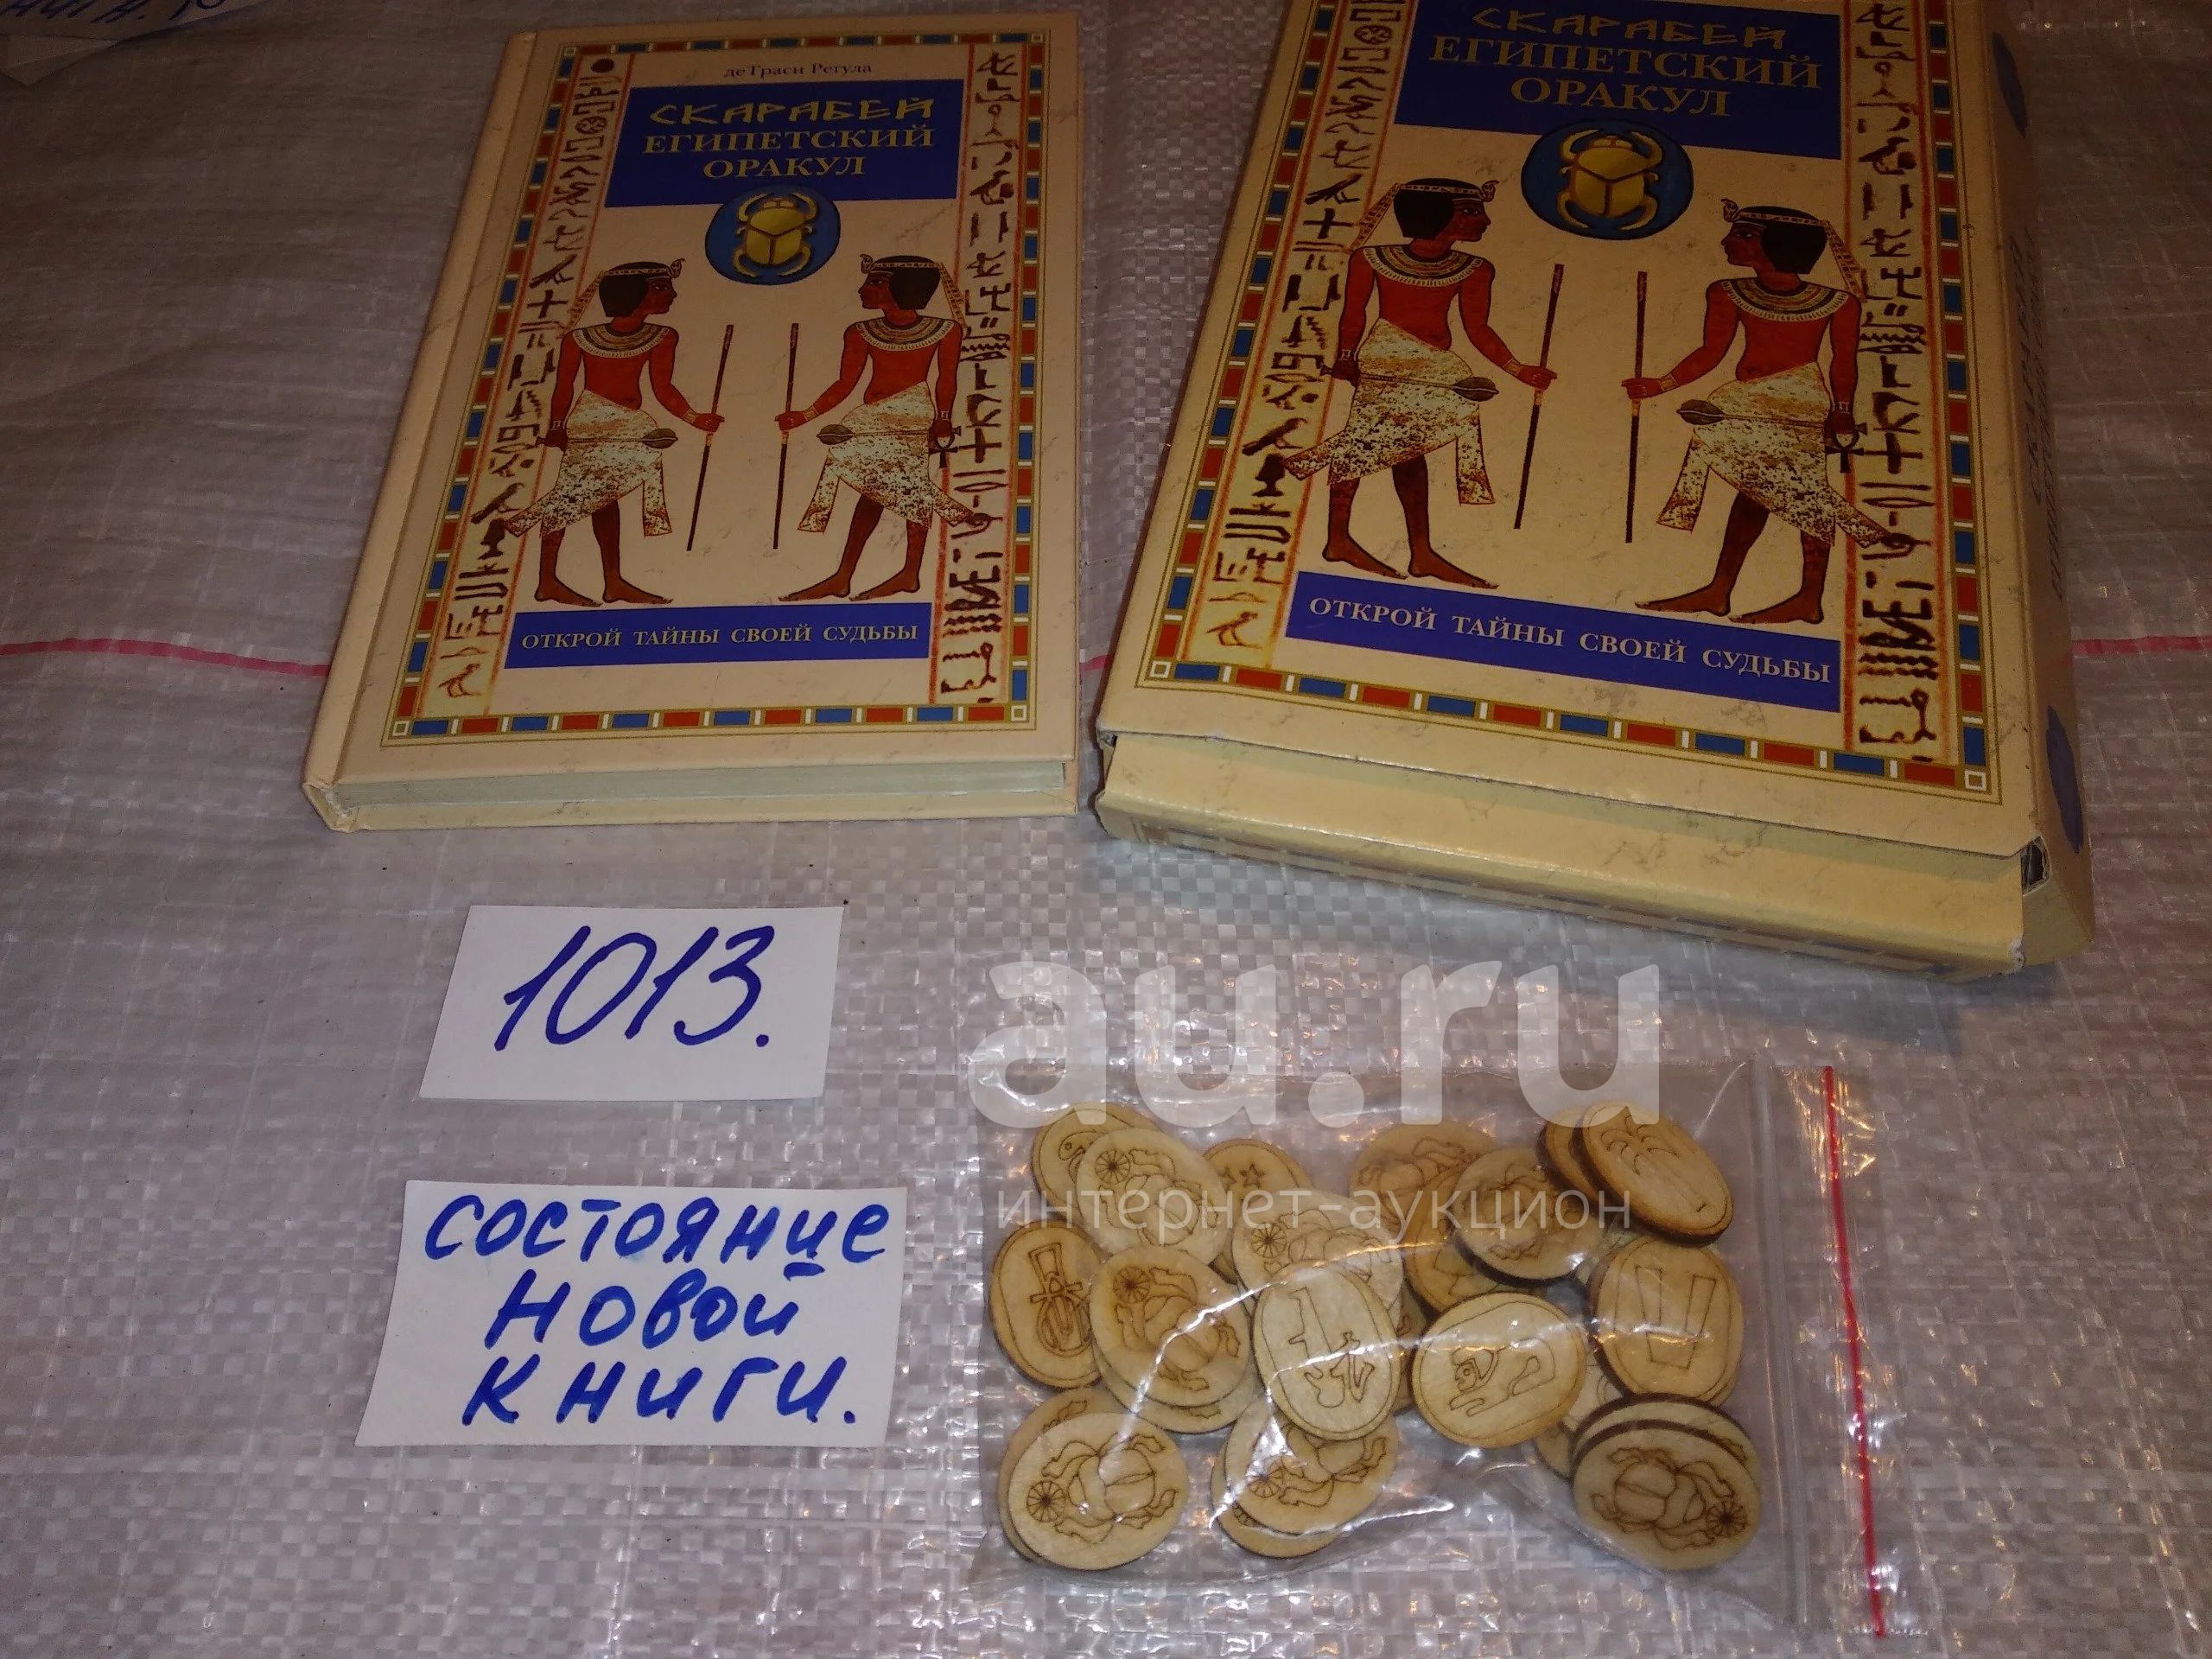 деТраси Регула
СКАРАБЕЙ
ЕГИПЕТСКИЙ
ОРАКУЛ
ОТКРОЙ ТАЙНЫ СВОЕЙ СУДЬБЫ
СКАРАБЕЙ
ЕГИПЕТСКИЙ
ОРАКУЛ
ОТКРОЙ ТАЙНЫ СВОЕЙ СУДЬБЫ
1013.
состояние
новой
книги.
au.ru
интернет-аукцион